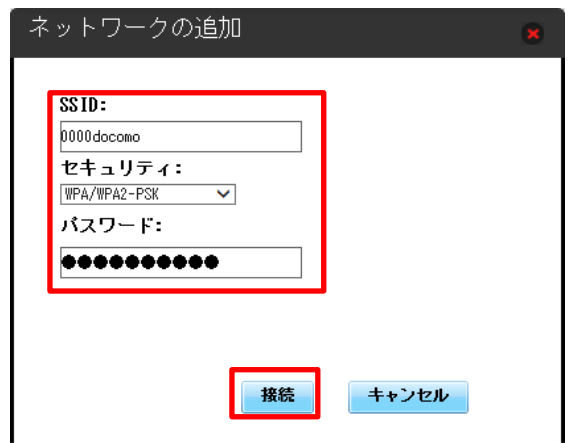 ネットワークの追加
SSID:
0000docomo
セキュリティ:
WPA/WPA2-PSK
パスワード:
●●●●●●●●●●
接続 キャンセル